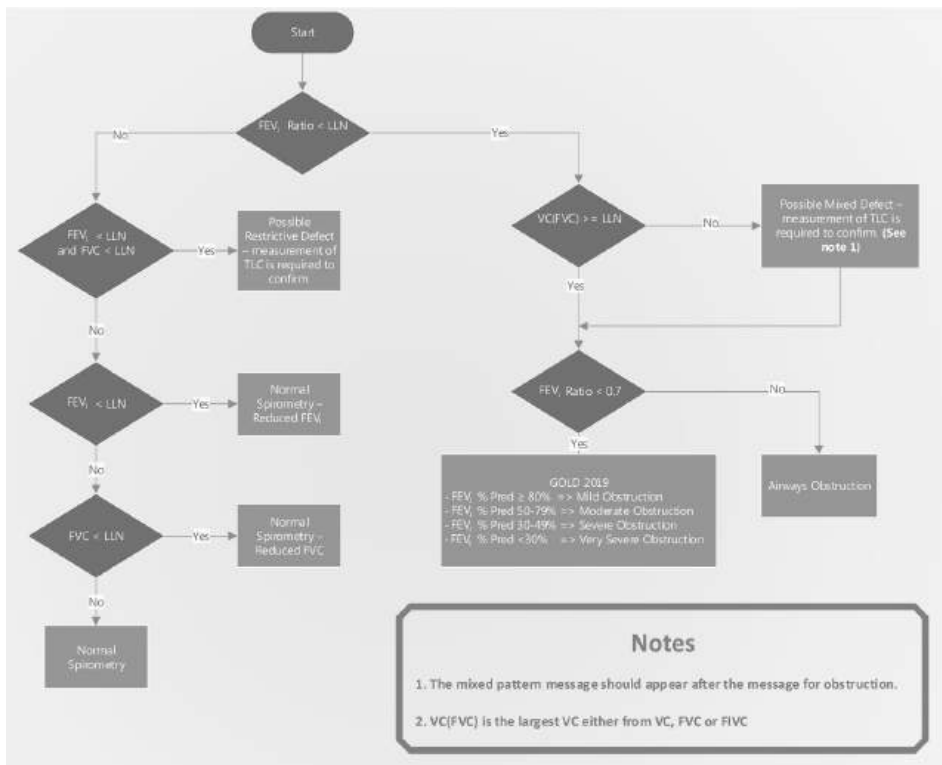 Start
FEV₁ Ratio < LLN
No
Yes
FEV₁ < LLN
and FVC < LLN
Yes
Possible
Restrictive Defect
– measurement of
TLC is required to
confirm
VC(FVC) >= LLN
No
Possible Mixed Defect –
measurement of TLC is
required to confirm. (See
note 1)
Yes
No
FEV₁ < LLN
Yes
Normal
Spirometry –
Reduced FEV₁
FEV₁ Ratio < 0.7
No
Yes
No
GOLD 2019
- FEV₁ % Pred ≥ 80% => Mild Obstruction
- FEV₁ % Pred 50-79% => Moderate Obstruction
- FEV₁ % Pred 30-49% => Severe Obstruction
- FEV₁ % Pred <30% => Very Severe Obstruction
Airways Obstruction
FVC < LLN
Yes
Normal
Spirometry –
Reduced FVC
No
Normal
Spirometry
Notes
1. The mixed pattern message should appear after the message for obstruction.
2. VC(FVC) is the largest VC either from VC, FVC or FIVC